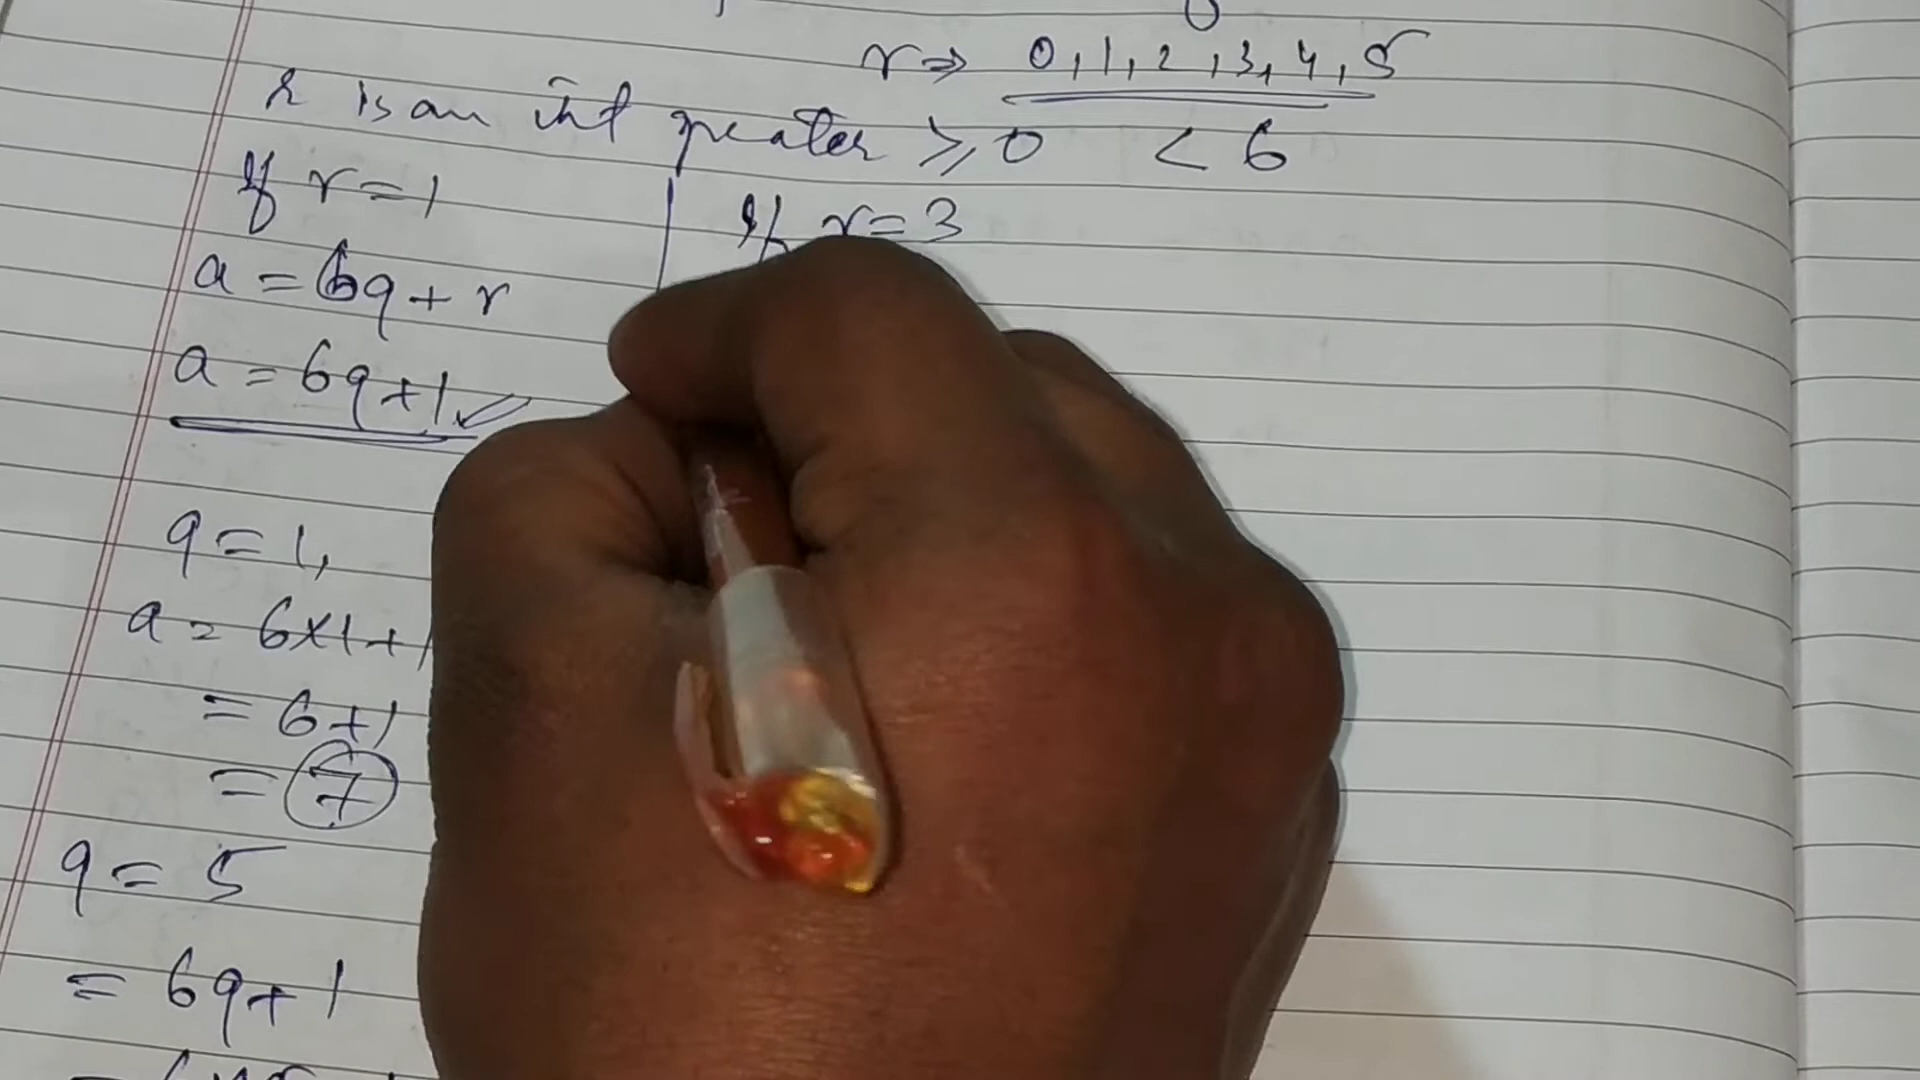 r ⇒ 0, 1, 2, 3, 4, 5
r is an int greater ≥ 0 < 6
If r = 1
a = 6q + r
a = 6q + 1 ✓
q = 1,
a = 6×1+1
= 6+1
= 7
q = 5
= 6q + 1
If r = 3